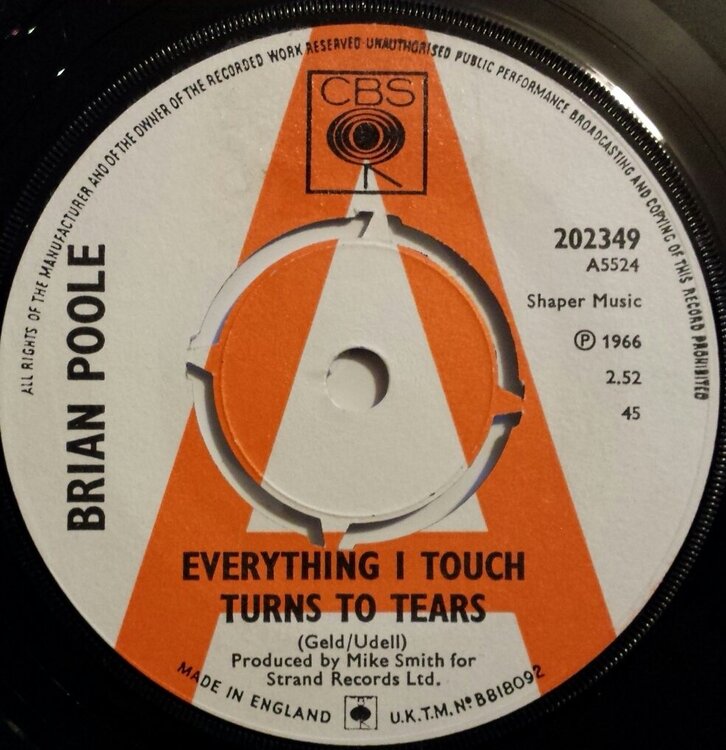 ALL RIGHTS OF THE MANUFACTURER AND OF THE OWNER OF THE RECORDED WORK RESERVED UNAUTHORISED PUBLIC PERFORMANCE BROADCASTING AND COPYING OF THIS RECORD PROHIBITED
CBS
A
7
BRIAN POOLE
202349
A5524
Shaper Music
Ⓟ 1966
2.52
45
EVERYTHING I TOUCH
TURNS TO TEARS
(Geld/Udell)
Produced by Mike Smith for
Strand Records Ltd.
MADE IN ENGLAND
U.K.T.M. Nº B818092